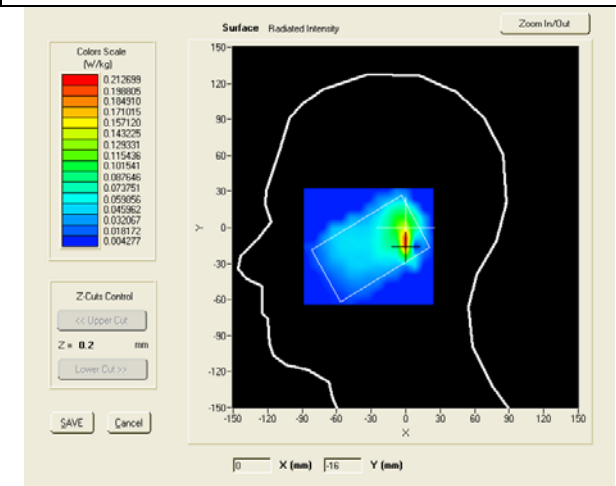 Surface Radiated Intensity
Zoom In/Out
Colors Scale
(W/kg)
0.212699
0.198805
0.184910
0.171015
0.157120
0.143225
0.129331
0.115436
0.101541
0.087646
0.073751
0.059856
0.045962
0.032067
0.018172
0.004277
Z-Cuts Control
<< Upper Cut
Z = 0.2 mm
Lower Cut >>
SAVE Cancel
150
120
90
60
30
0
-30
-60
-90
-120
-150
Y
-150 -120 -90 -60 -30 0 30 60 90 120 150
X
0 X (mm) -16 Y (mm)